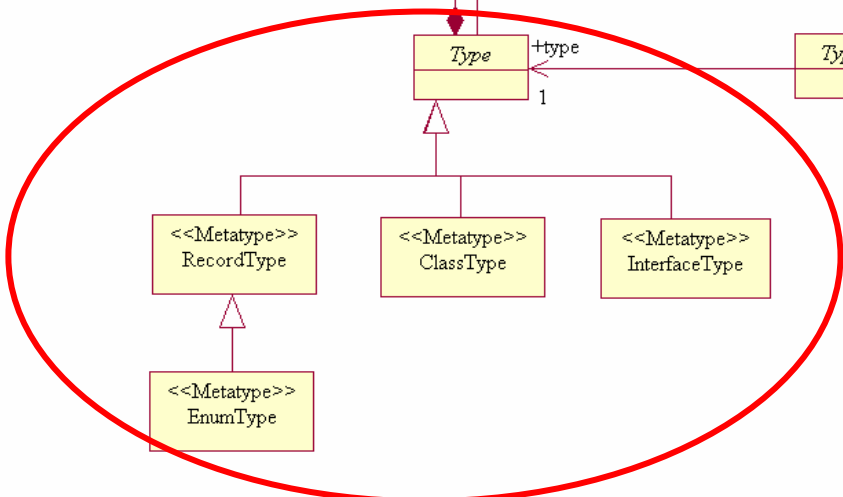 Type
+type
1
<<Metatype>>
RecordType
<<Metatype>>
ClassType
<<Metatype>>
InterfaceType
<<Metatype>>
EnumType